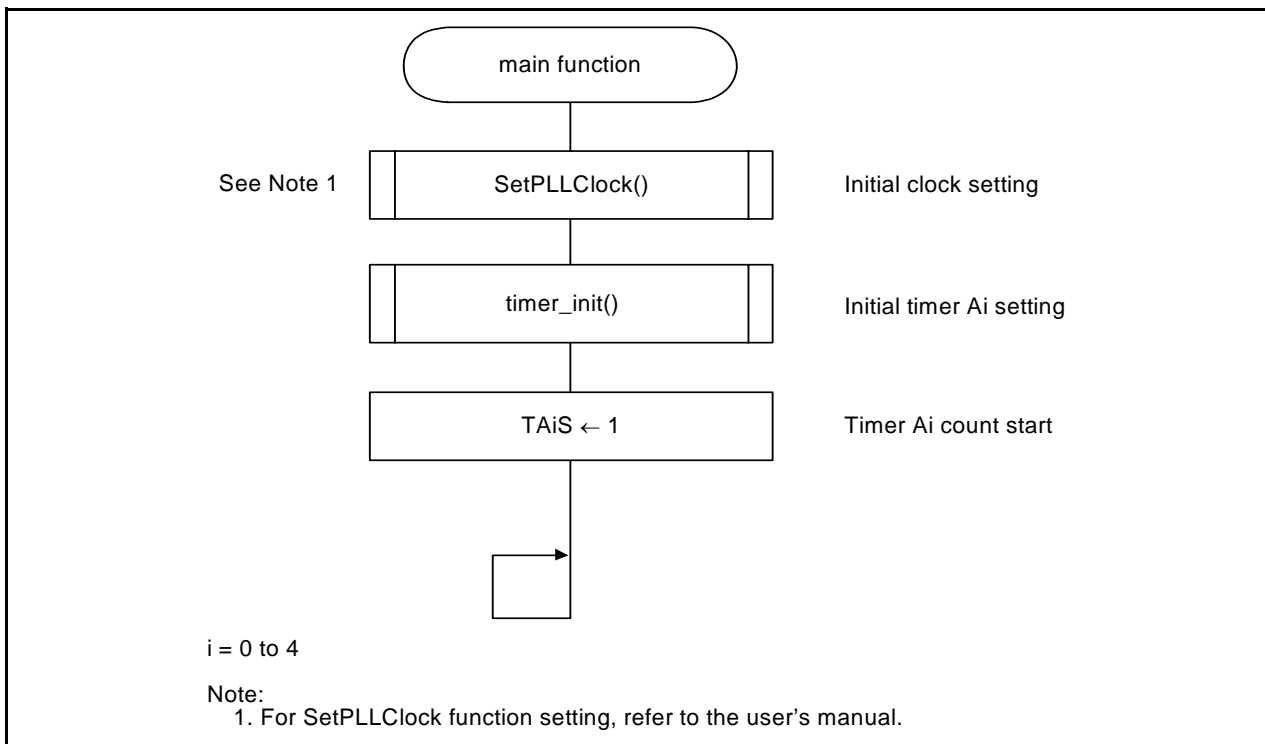 main function
See Note 1
SetPLLClock()
Initial clock setting
timer_init()
Initial timer Ai setting
TAiS ← 1
Timer Ai count start
i = 0 to 4
Note:
1. For SetPLLClock function setting, refer to the user's manual.